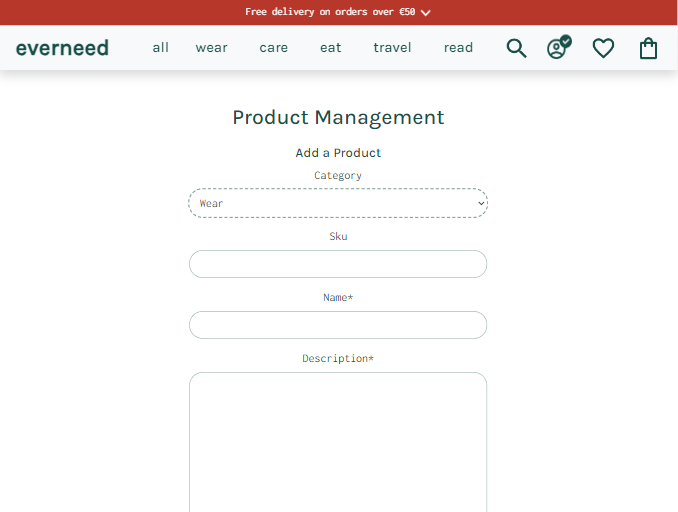 Free delivery on orders over €50
everneed all wear care eat travel read
Product Management
Add a Product
Category
Wear
Sku
Name*
Description*